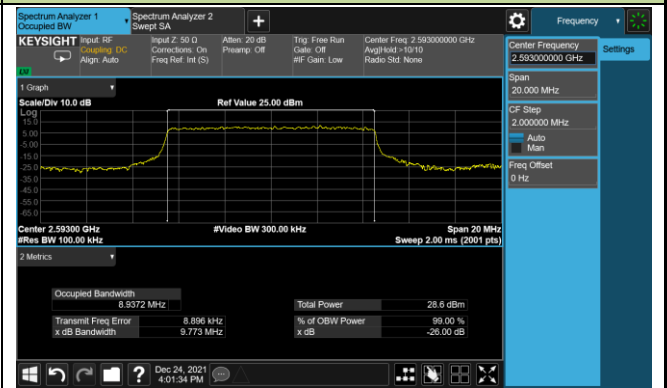 Spectrum Analyzer 1
Occupied BW
Spectrum Analyzer 2
Swept SA
Frequency
KEYSIGHT
Input: RF
Coupling: DC
Align: Auto
Input Z: 50 Ω
Corrections: On
Freq Ref: Int (S)
Atten: 20 dB
Preamp: Off
Trig: Free Run
Gate: Off
#IF Gain: Low
Center Freq: 2.593000000 GHz
Avg|Hold:>10/10
Radio Std: None
Center Frequency
2.593000000 GHz
Settings
Span
20.000 MHz
CF Step
2.000000 MHz
Auto
Man
Freq Offset
0 Hz
1 Graph
Scale/Div 10.0 dB
Ref Value 25.00 dBm
Log
15.0
5.00
-5.00
-15.0
-25.0
-35.0
-45.0
-55.0
-65.0
Center 2.59300 GHz
#Video BW 300.00 kHz
Span 20 MHz
#Res BW 100.00 kHz
Sweep 2.00 ms (2001 pts)
2 Metrics
Occupied Bandwidth
8.9372 MHz
Total Power
28.6 dBm
Transmit Freq Error
8.896 kHz
% of OBW Power
99.00 %
x dB Bandwidth
9.773 MHz
x dB
-26.00 dB
?
Dec 24, 2021
4:01:34 PM